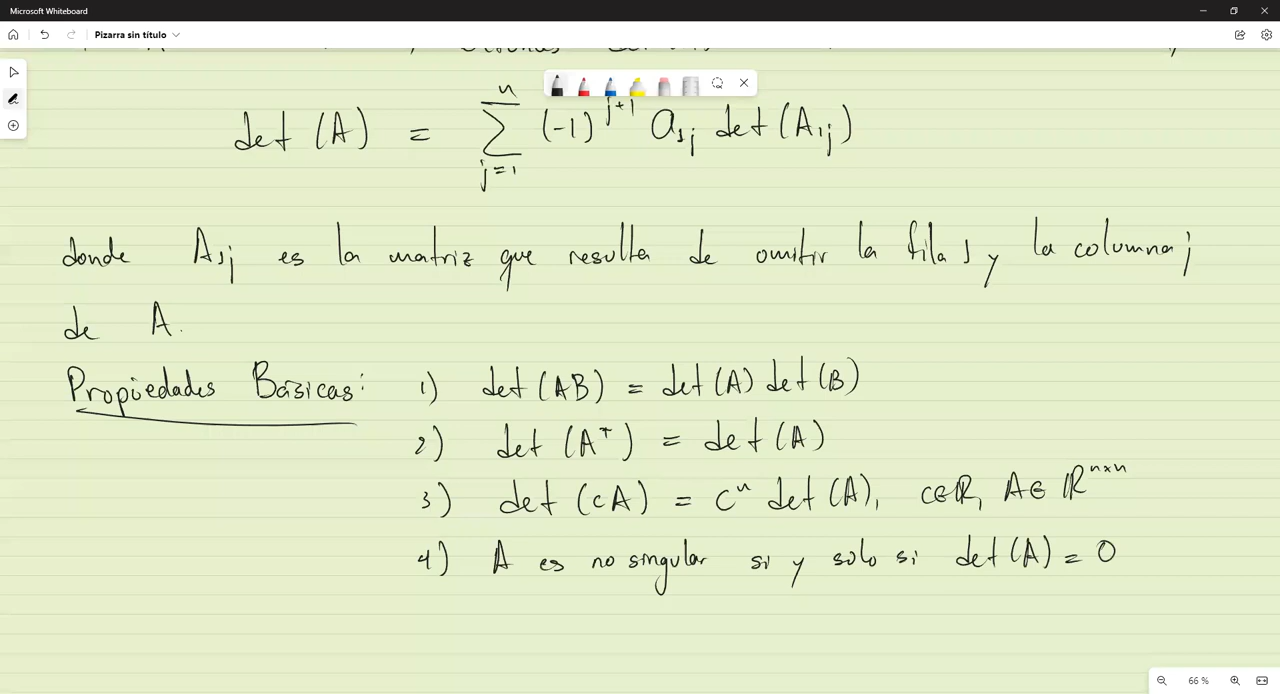 Microsoft Whiteboard
Pizarra sin título
det (A) = \sum_{j=1}^{n} (-1)^{j+1} a_{1j} det (A_{1j})
donde A_{1j} es la matriz que resulta de omitir la fila 1 y la columna j
de A.
Propiedades Básicas: 1) det (AB) = det (A) det (B)
2) det (A^T) = det (A)
3) det (cA) = c^n det (A), c∈ℝ, A∈ ℝ^{n×n}
4) A es no singular si y solo si det (A) = 0
66 %